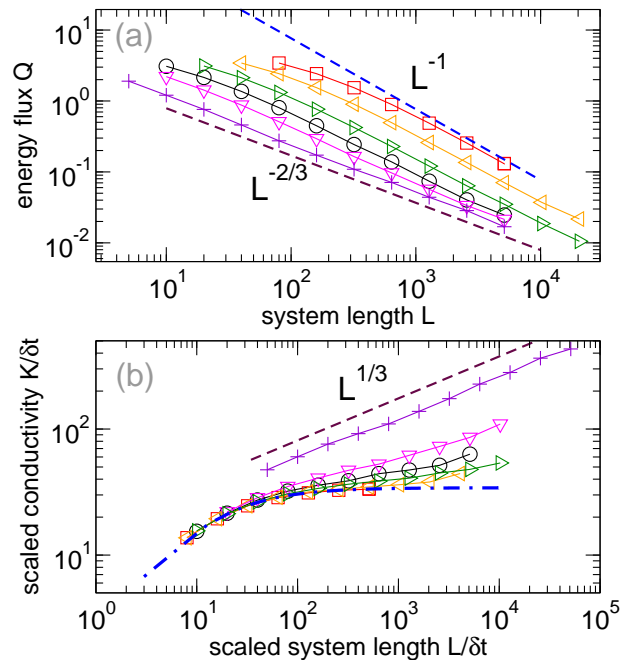 (a)
energy flux Q
10^1
10^0
10^-1
10^-2
L^-1
L^-2/3
10^1 10^2 10^3 10^4
system length L
(b)
scaled conductivity K/δt
10^2
10^1
L^1/3
10^0 10^1 10^2 10^3 10^4 10^5
scaled system length L/δt